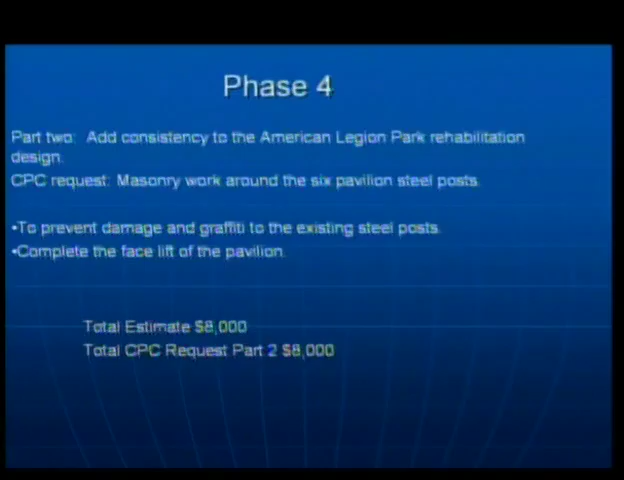 Phase 4
Part two: Add consistency to the American Legion Park rehabilitation
design.
CPC request: Masonry work around the six pavilion steel posts.
•To prevent damage and graffiti to the existing steel posts.
•Complete the face lift of the pavilion.
Total Estimate $8,000
Total CPC Request Part 2 $8,000